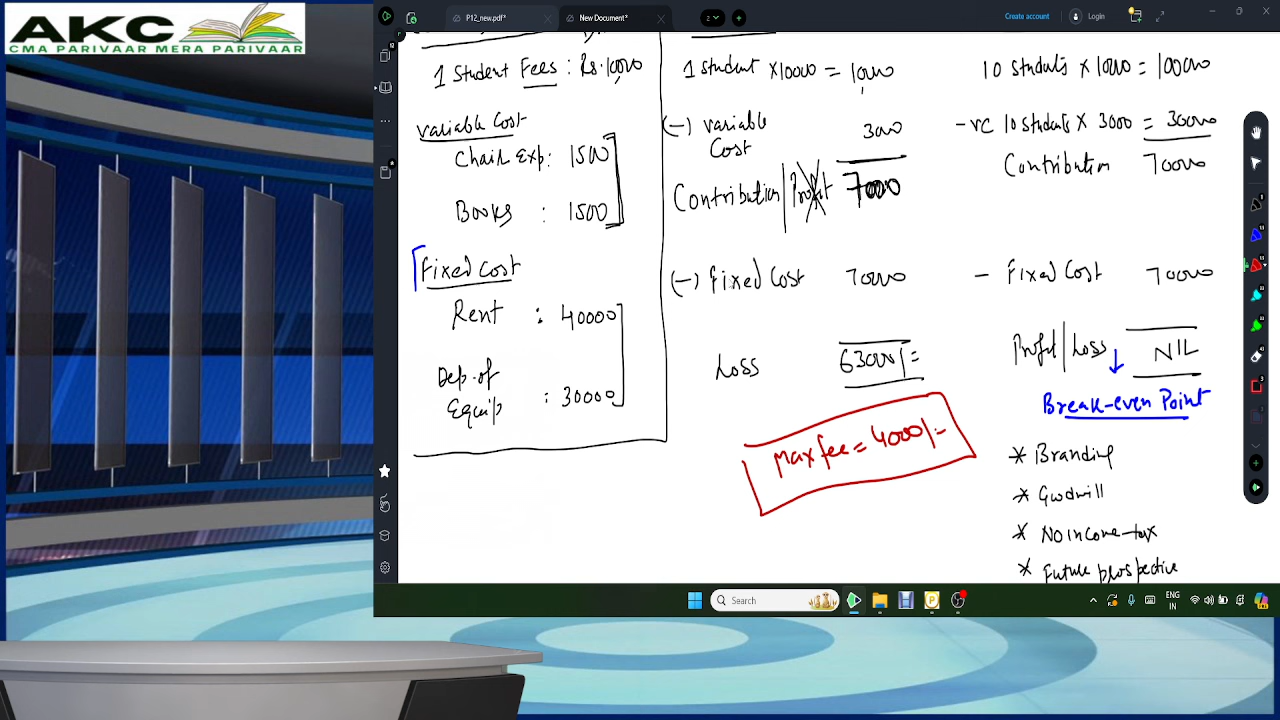 AKC
CMA PARIVAAR MERA PARIVAAR
P12_new.pdf*
New Document*
z
Create account
Login
1 Student Fees : Rs. 10,000
Variable Cost
Chair Exp: 1500
Books : 1500
Fixed Cost
Rent : 40000
Dep. of
Equip : 30000
1 student × 10000 = 10,000
(-) Variable
Cost 3000
Contribution | Profit 7000
(-) Fixed Cost 70000
Loss 63000/=
Max fee = 4000/=
10 Students × 10000 = 100000
- VC 10 Students × 3000 = 30000
Contribution 70000
- Fixed Cost 70000
Profit | Loss NIL
Break-even Point
* Branding
* Goodwill
* No income-tax
* Future prospective
Search
ENG
IN